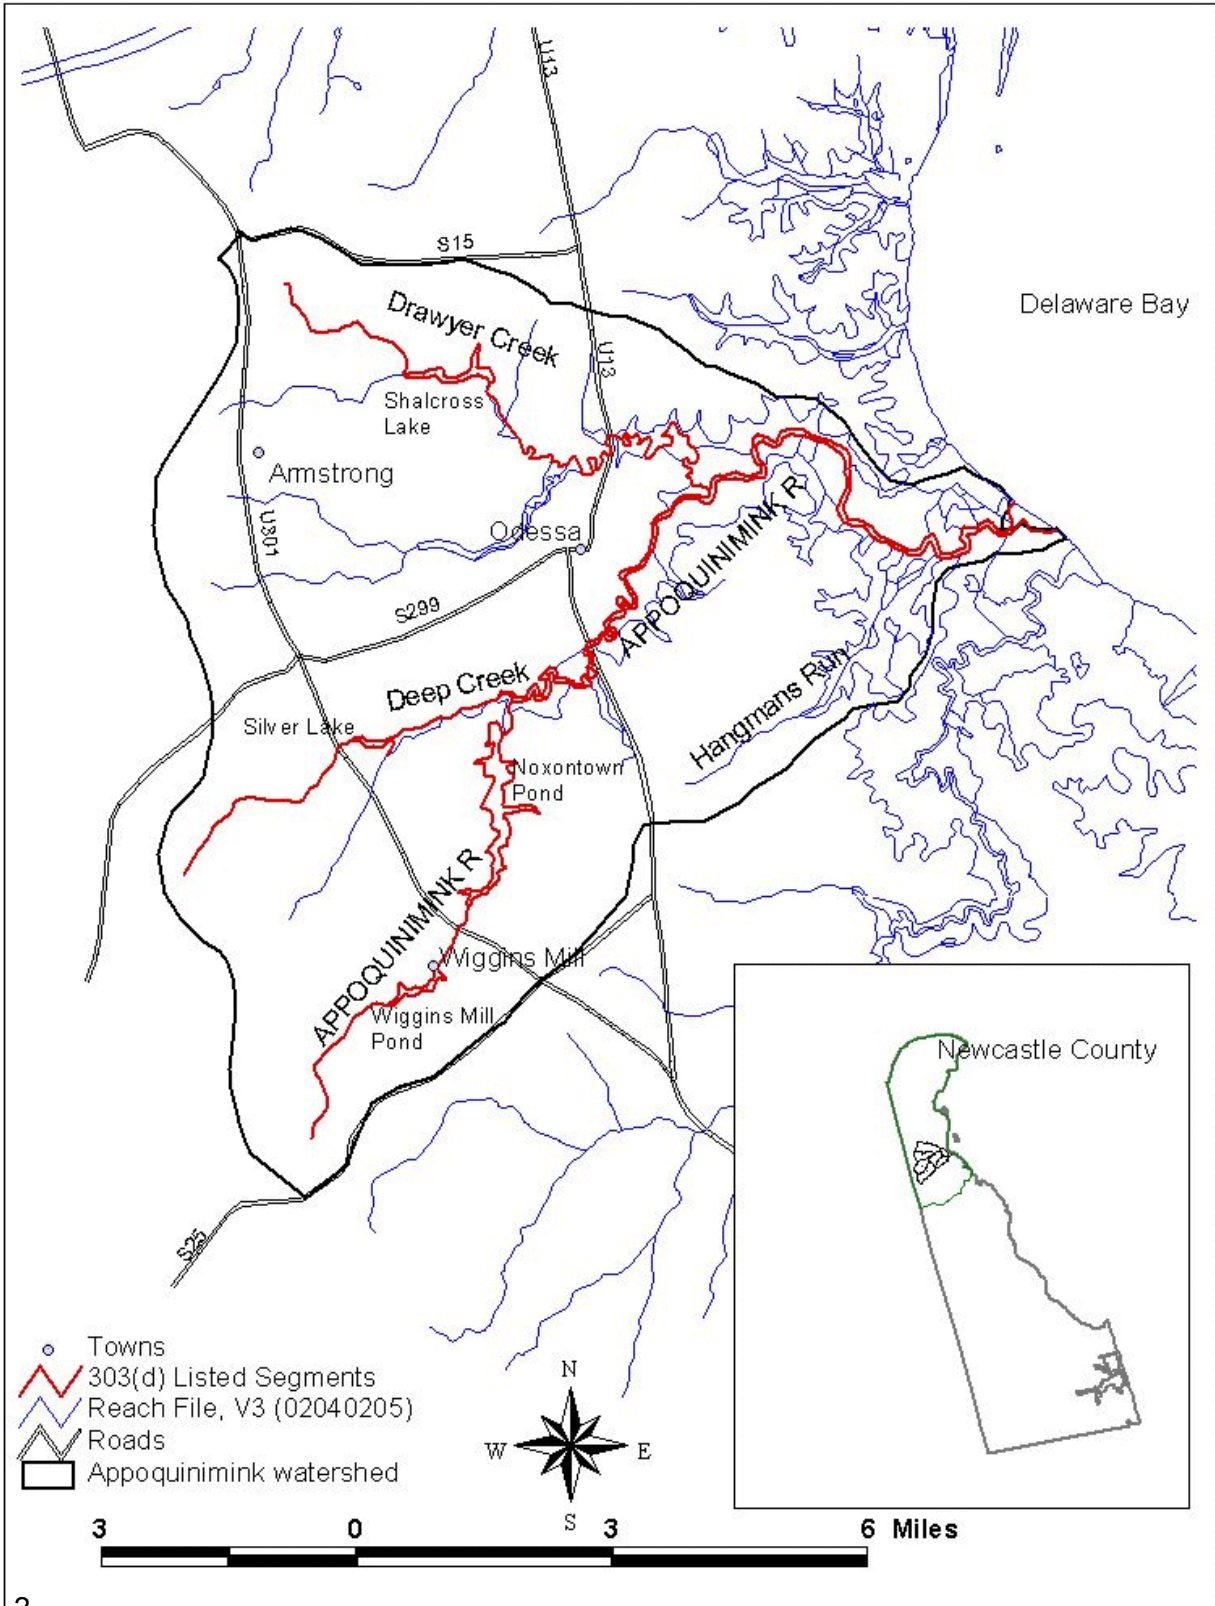 U13
S15
Delaware Bay
Drawyer Creek
U13
Shalcross
Lake
Armstrong
U301
Odessa
APPOQUINIMINK R
S299
Deep Creek
Hangmans Run
Silver Lake
Noxontown
Pond
APPOQUINIMINK R
Wiggins Mill
Wiggins Mill
Pond
Newcastle County
S25
Towns
303(d) Listed Segments
Reach File, V3 (02040205)
Roads
Appoquinimink watershed
N
W E
S
3 0 3 6 Miles